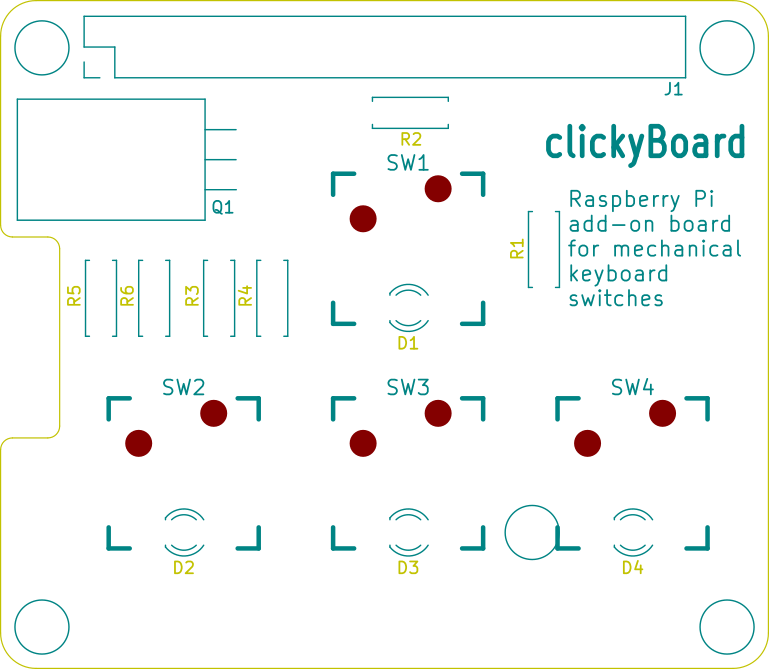 J1
R2
clickyBoard
SW1
Raspberry Pi
add-on board
for mechanical
keyboard
switches
Q1
R1
R5
R6
R3
R4
D1
SW2
SW3
SW4
D2
D3
D4